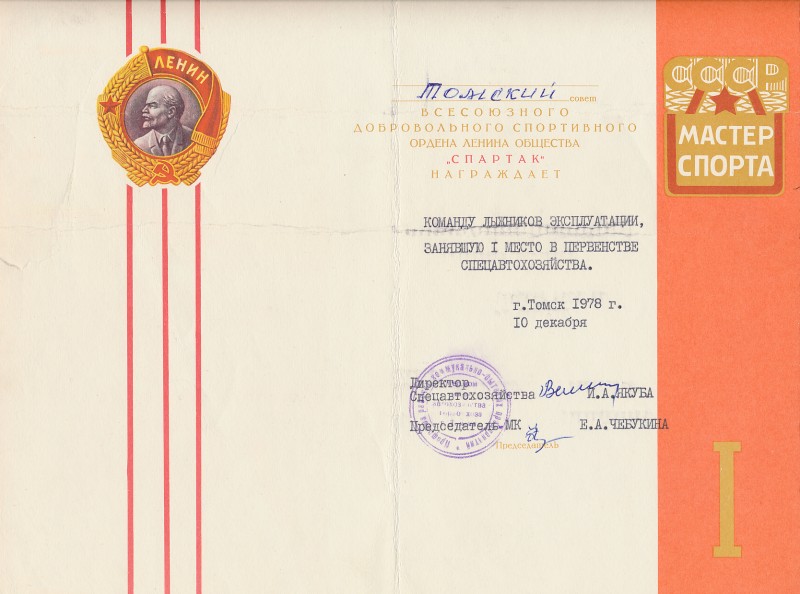 ЛЕНИН
Томский совет
ВСЕСОЮЗНОГО
ДОБРОВОЛЬНОГО СПОРТИВНОГО
ОРДЕНА ЛЕНИНА ОБЩЕСТВА
„СПАРТАК“
НАГРАЖДАЕТ
КОМАНДУ ЛЫЖНИКОВ ЭКСПЛУАТАЦИИ,
ЗАНЯВШУЮ I МЕСТО В ПЕРВЕНСТВЕ
СПЕЦАВТОХОЗЯЙСТВА.
г.Томск 1978 г.
10 декабря
Директор
Спецавтохозяйства И.А.ЯКУБА
Председатель МК Е.А.ЧЕБУКИНА
Председатель
СССР
МАСТЕР
СПОРТА
I